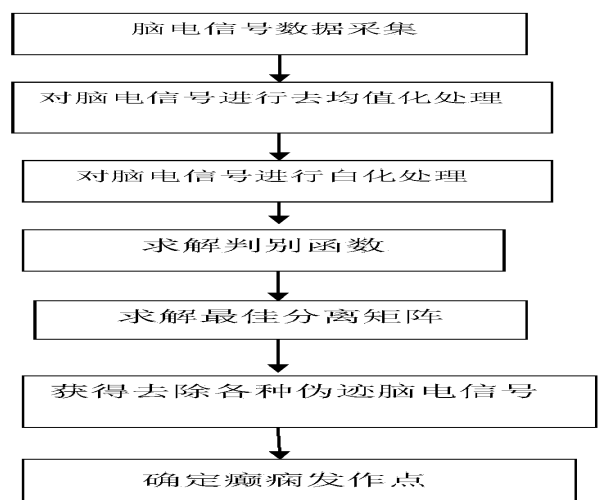 脑电信号数据采集
对脑电信号进行去均值化处理
对脑电信号进行白化处理
求解判别函数
求解最佳分离矩阵
获得去除各种伪迹脑电信号
确定癫痫发作点